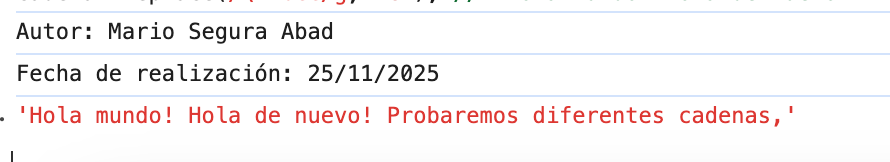 Autor: Mario Segura Abad
Fecha de realización: 25/11/2025
'Hola mundo! Hola de nuevo! Probaremos diferentes cadenas,'